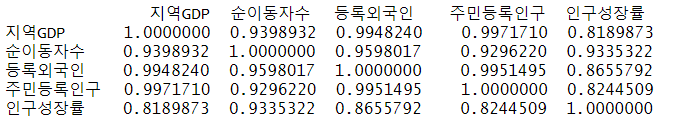 지역GDP 순이동자수 등록외국인 주민등록인구 인구성장률
지역GDP 1.0000000 0.9398932 0.9948240 0.9971710 0.8189873
순이동자수 0.9398932 1.0000000 0.9598017 0.9296220 0.9335322
등록외국인 0.9948240 0.9598017 1.0000000 0.9951495 0.8655792
주민등록인구 0.9971710 0.9296220 0.9951495 1.0000000 0.8244509
인구성장률 0.8189873 0.9335322 0.8655792 0.8244509 1.0000000